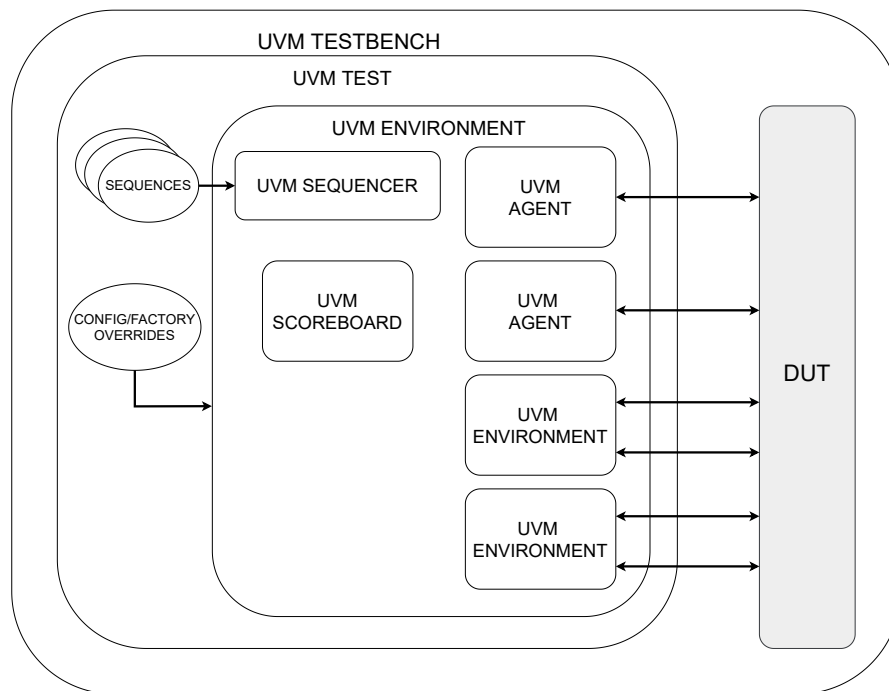 UVM TESTBENCH
UVM TEST
UVM ENVIRONMENT
SEQUENCES
UVM SEQUENCER
UVM
AGENT
UVM
SCOREBOARD
UVM
AGENT
CONFIG/FACTORY
OVERRIDES
DUT
UVM
ENVIRONMENT
UVM
ENVIRONMENT